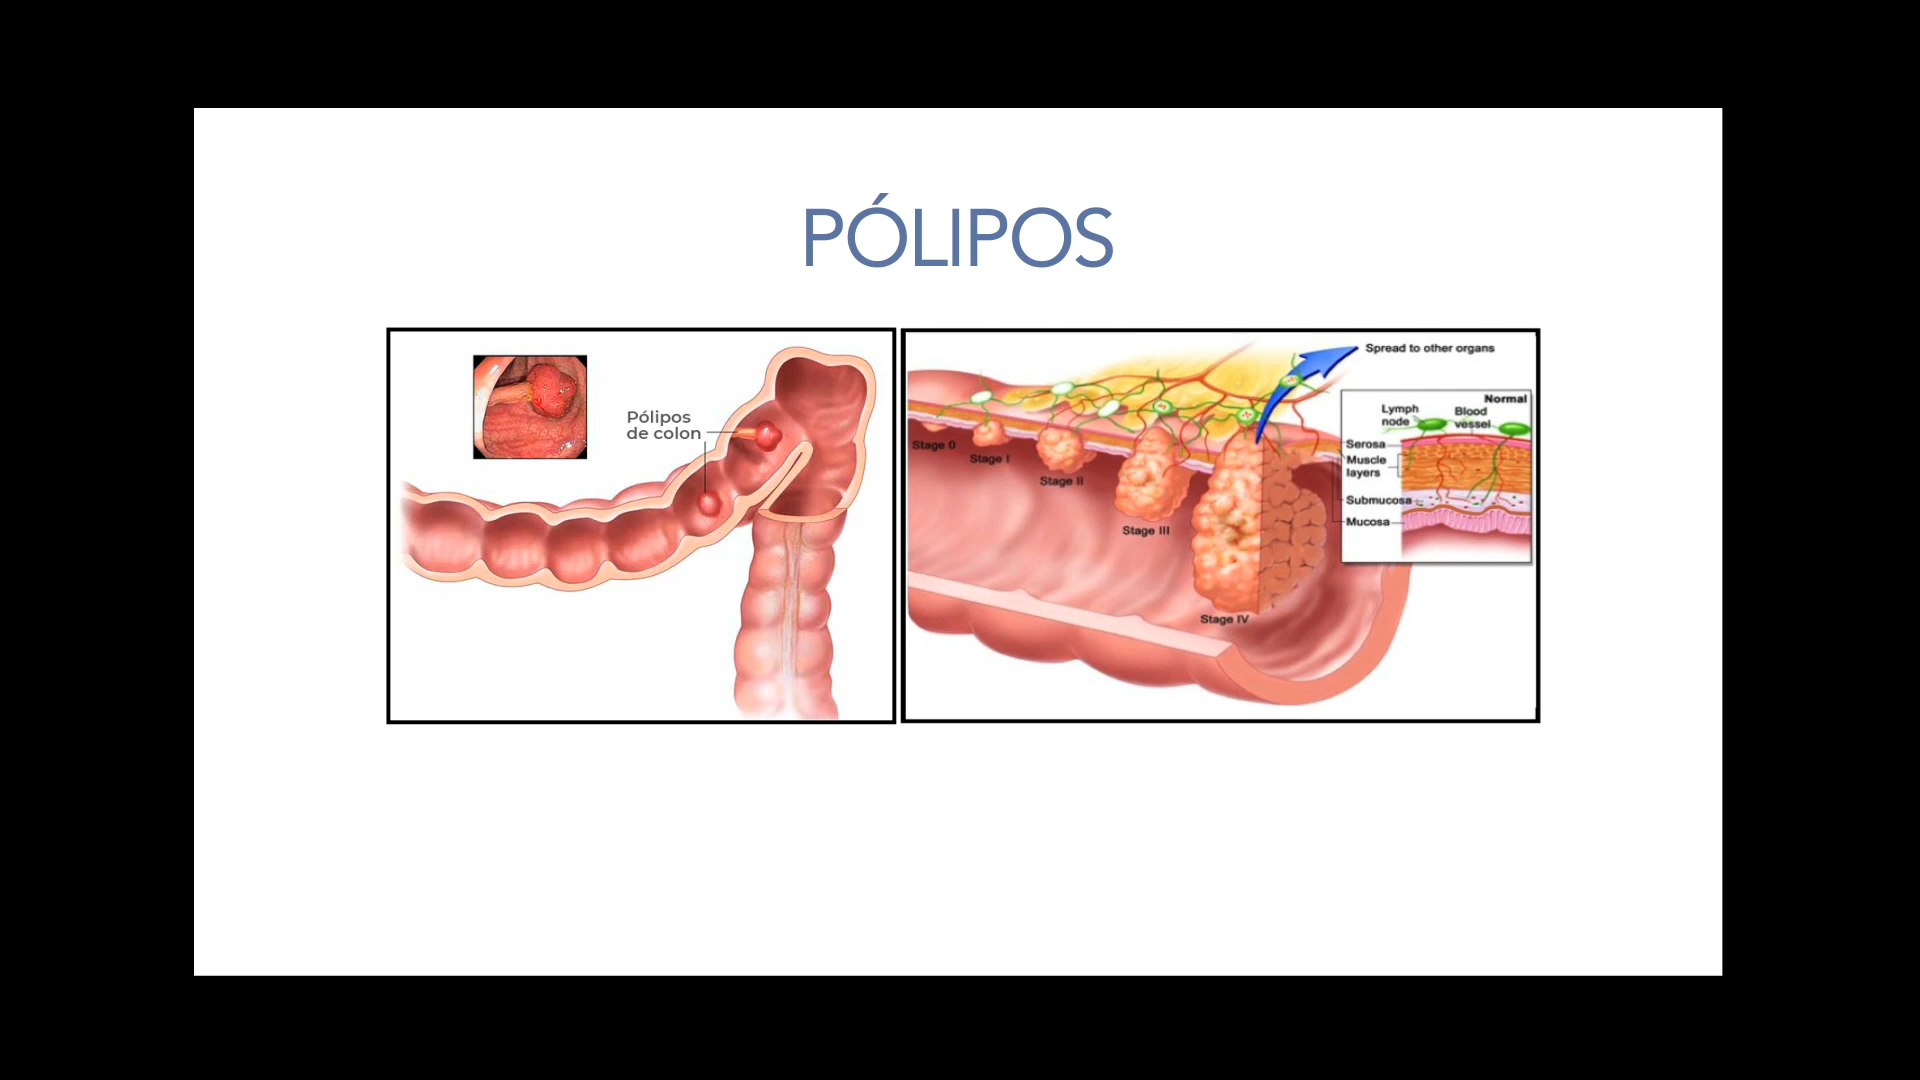 PÓLIPOS
Pólipos
de colon
Spread to other organs
Normal
Lymph
node
Blood
vessel
Serosa
Muscle
layers
Submucosa
Mucosa
Stage 0
Stage I
Stage II
Stage III
Stage IV